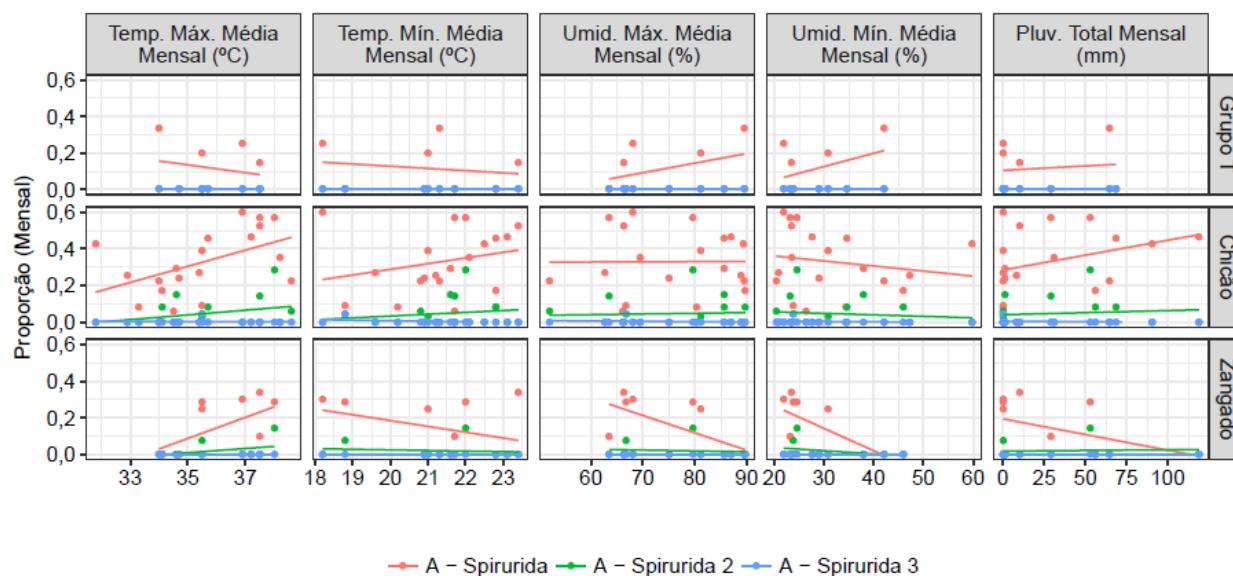 Temp. Máx. Média
Mensal (ºC)
Temp. Mín. Média
Mensal (ºC)
Umid. Máx. Média
Mensal (%)
Umid. Mín. Média
Mensal (%)
Pluv. Total Mensal
(mm)
Proporção (Mensal)
0,6
0,4
0,2
0,0
Grupo T
0,6
0,4
0,2
0,0
Chicão
0,6
0,4
0,2
0,0
Zangado
33 35 37
18 19 20 21 22 23
60 70 80 90
20 30 40 50 60
0 25 50 75 100
A − Spirurida A − Spirurida 2 A − Spirurida 3